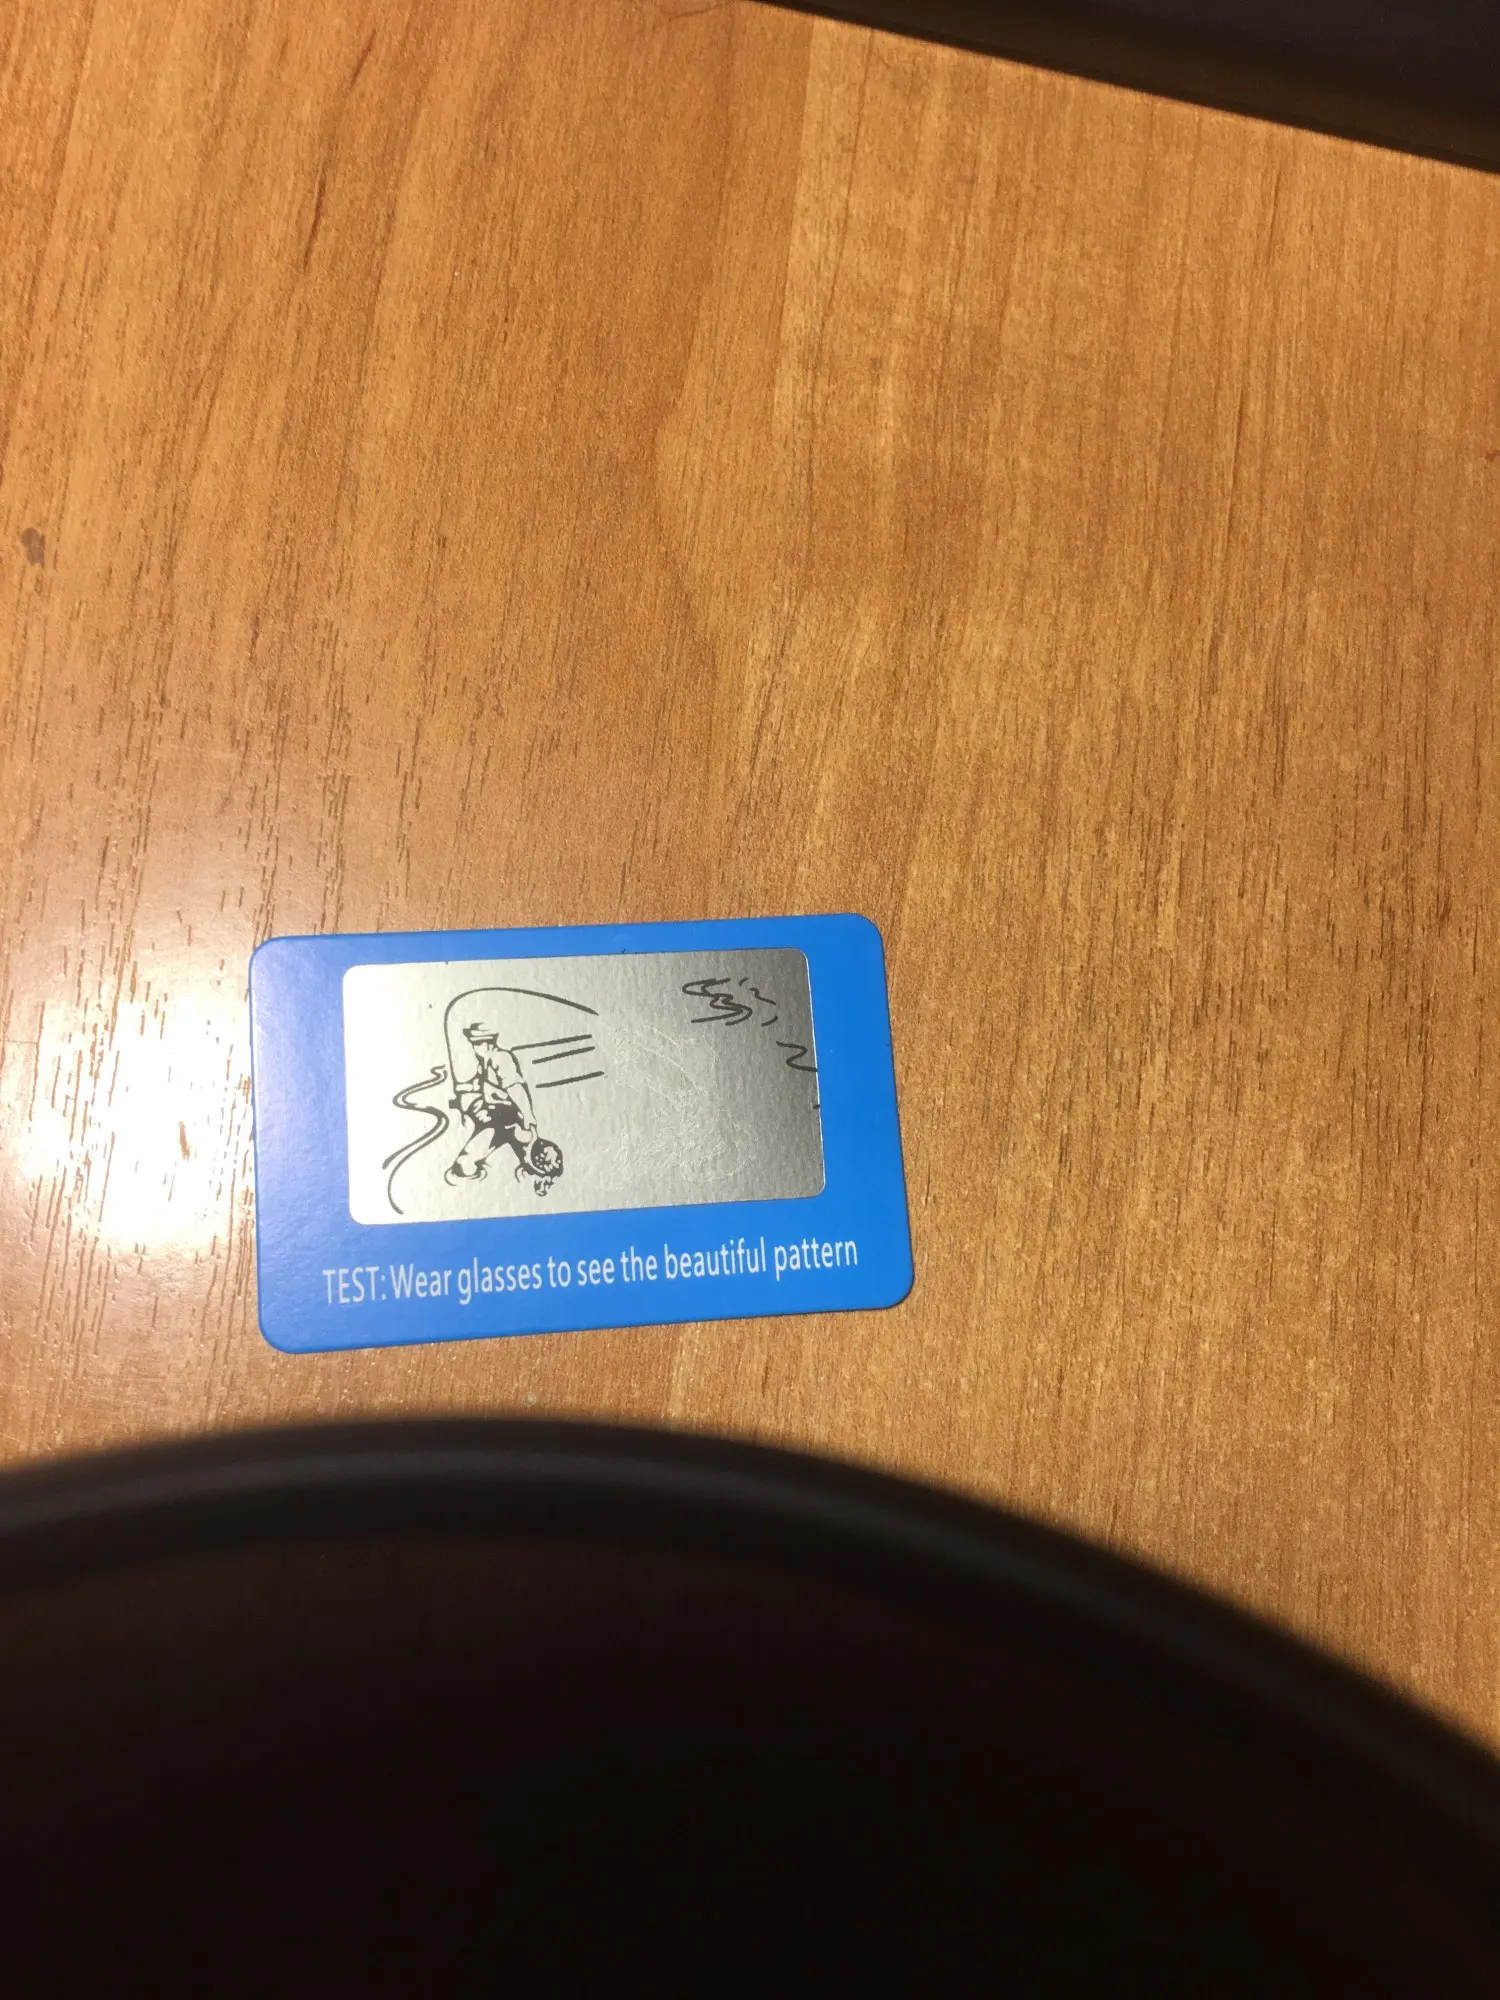 TEST: Wear glasses to see the beautiful pattern